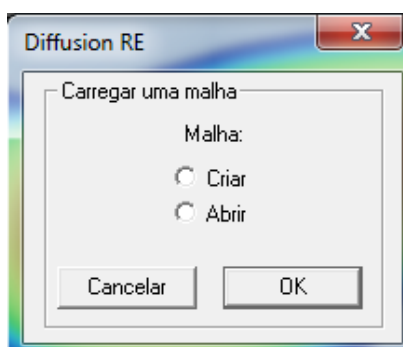 Diffusion RE
Carregar uma malha
Malha:
Criar
Abrir
Cancelar OK